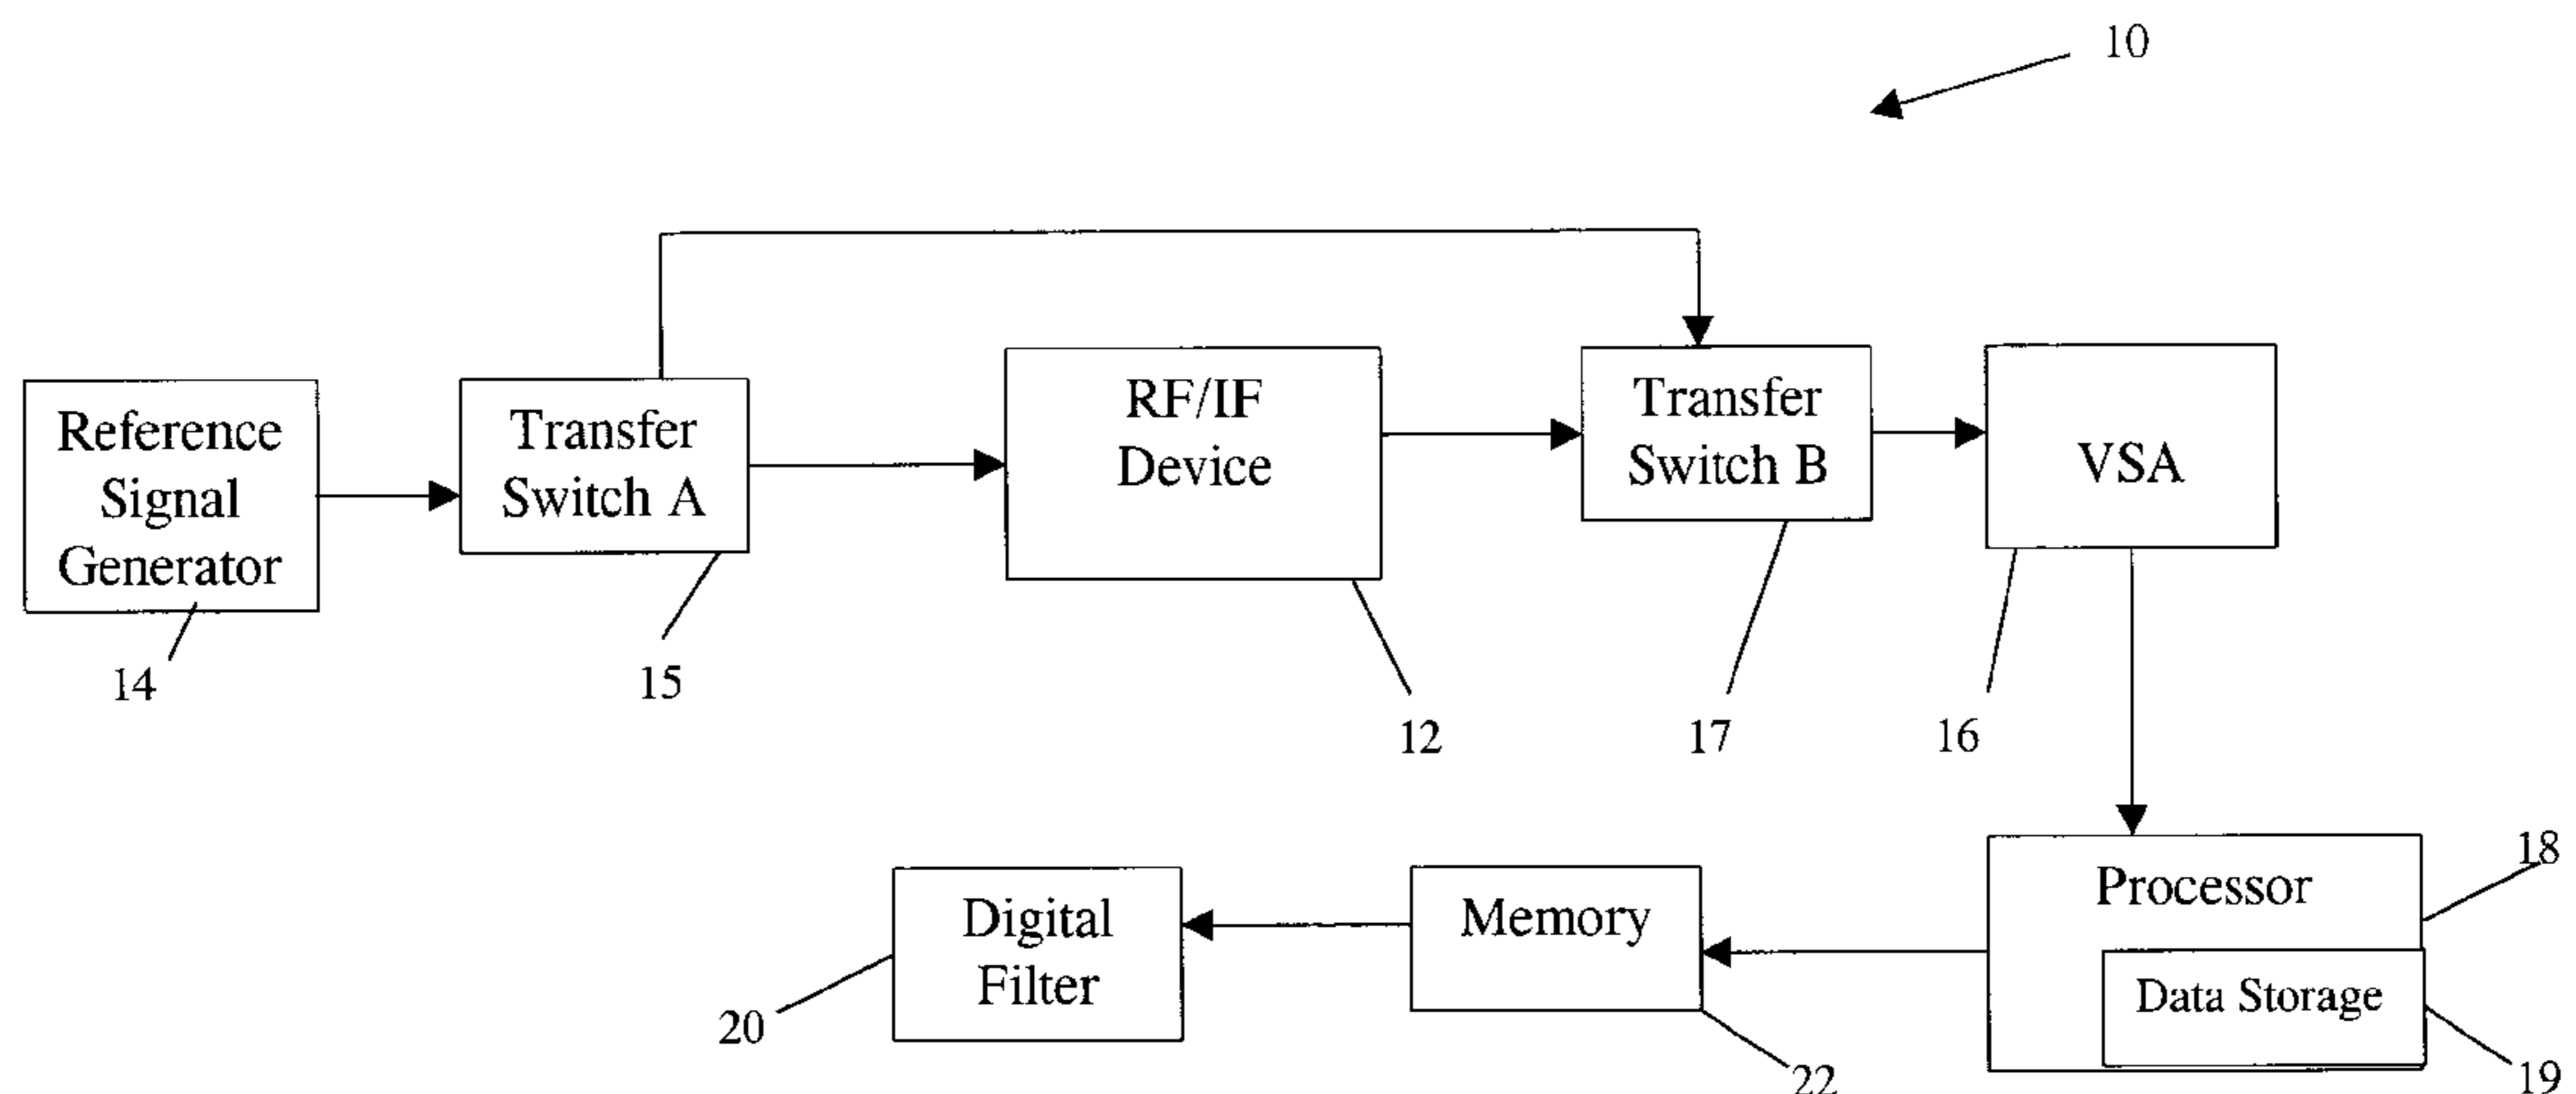 10
Reference
Signal
Generator
14
Transfer
Switch A
15
RF/IF
Device
12
Transfer
Switch B
17
VSA
16
Processor
18
Data Storage
19
Memory
22
Digital
Filter
20